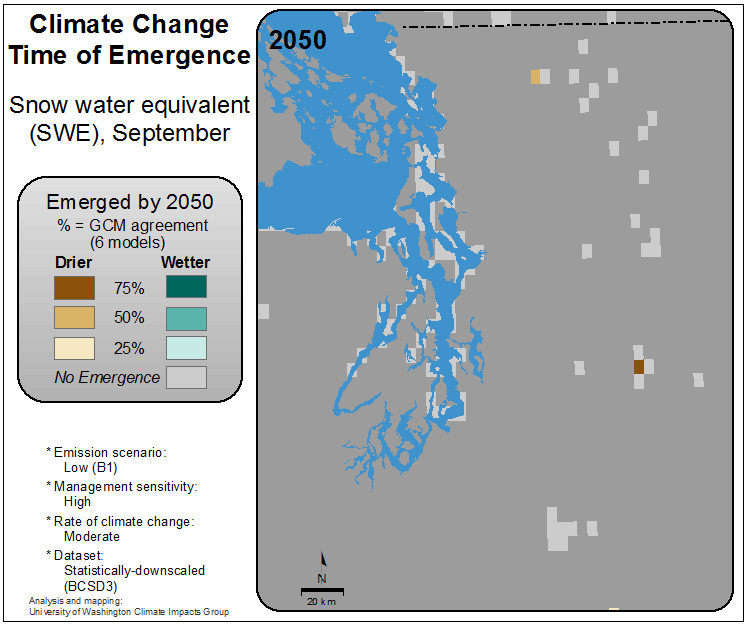 Climate Change
Time of Emergence
Snow water equivalent
(SWE), September
Emerged by 2050
% = GCM agreement
(6 models)
Drier Wetter
75%
50%
25%
No Emergence
* Emission scenario:
Low (B1)
* Management sensitivity:
High
* Rate of climate change:
Moderate
* Dataset:
Statistically-downscaled
(BCSD3)
Analysis and mapping:
University of Washington Climate Impacts Group
2050
N
20 km